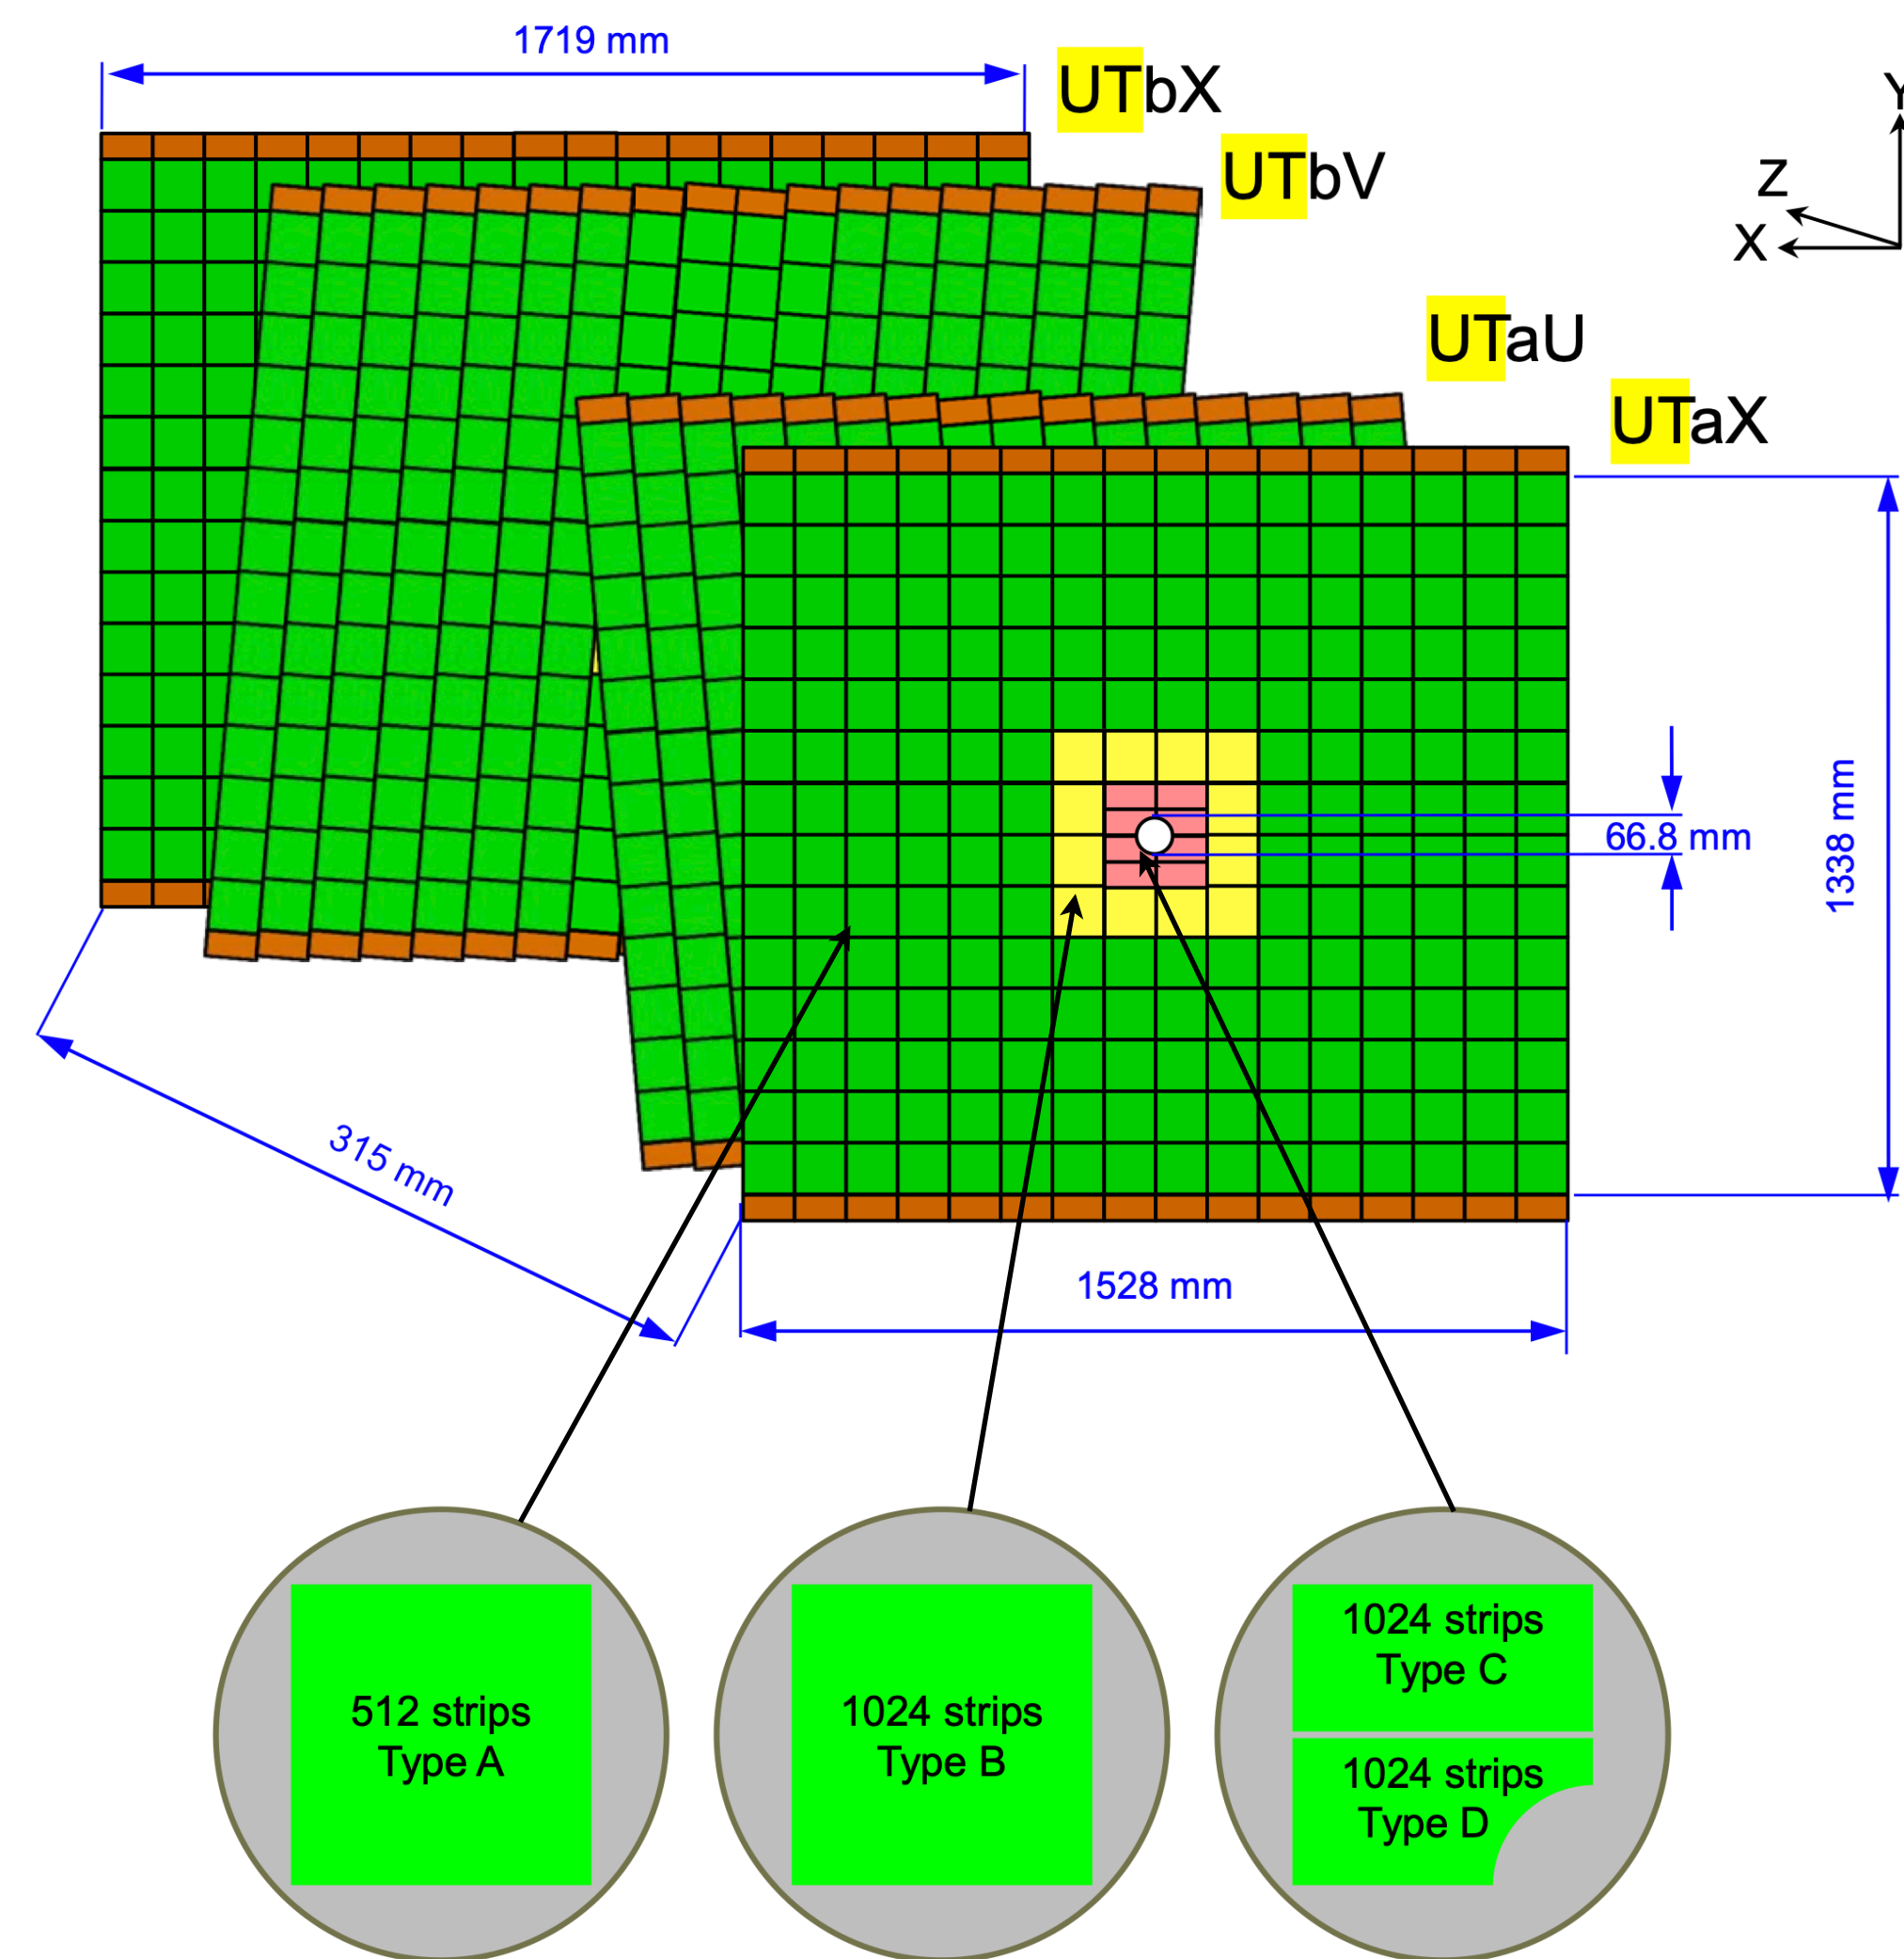 1719 mm
UTbX
UTbV
Y
Z
X
UTaU
UTaX
66.8 mm
1338 mm
315 mm
1528 mm
512 strips
Type A
1024 strips
Type B
1024 strips
Type C
1024 strips
Type D